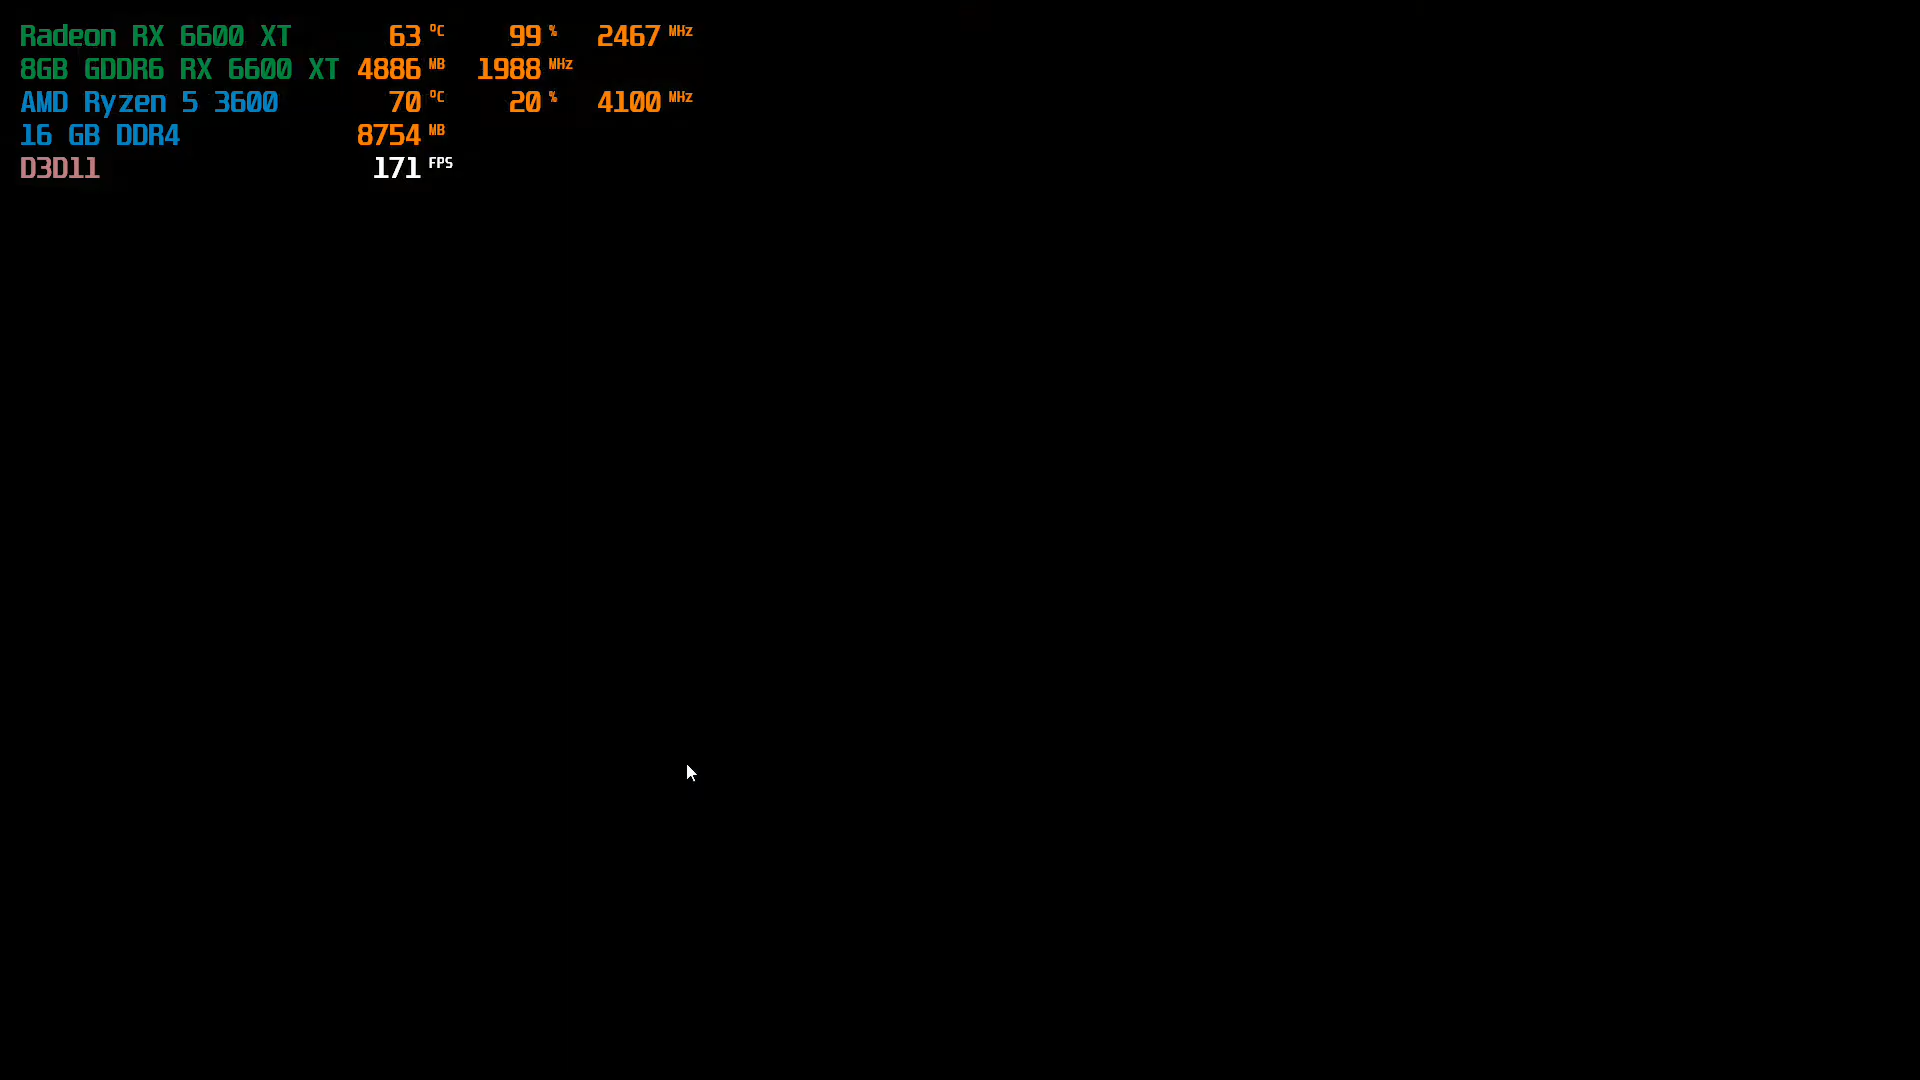 Radeon RX 6600 XT 63 °C 99 % 2467 MHz
8GB GDDR6 RX 6600 XT 4886 MB 1988 MHz
AMD Ryzen 5 3600 70 °C 20 % 4100 MHz
16 GB DDR4 8754 MB
D3D11 171 FPS